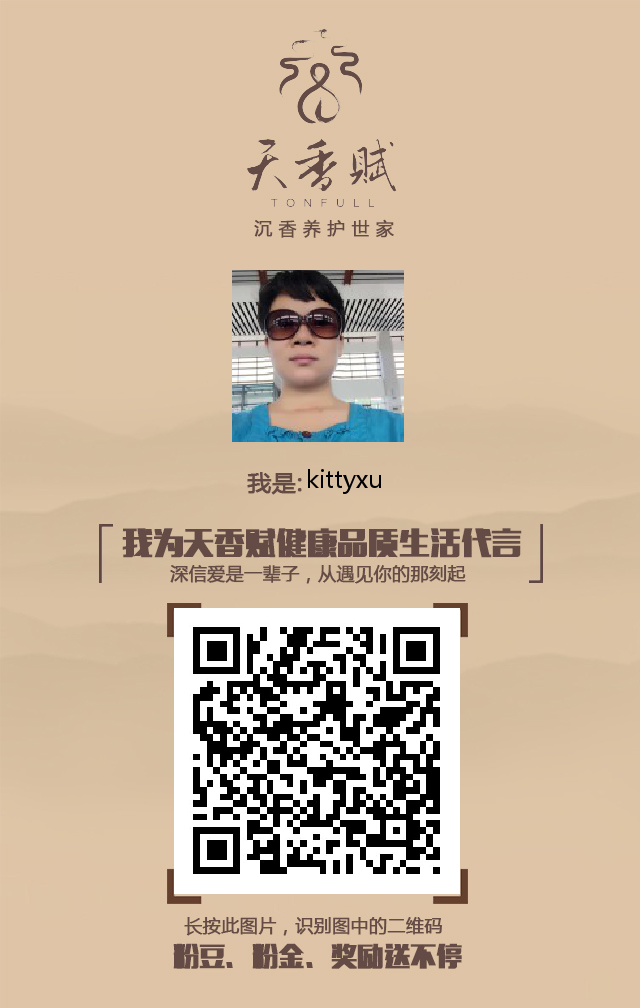 天香赋
TONFULL
沉香养护世家
我是:kittyxu
我为天香赋健康品质生活代言
深信爱是一辈子，从遇见你的那刻起
长按此图片，识别图中的二维码
粉豆、粉金、奖励送不停